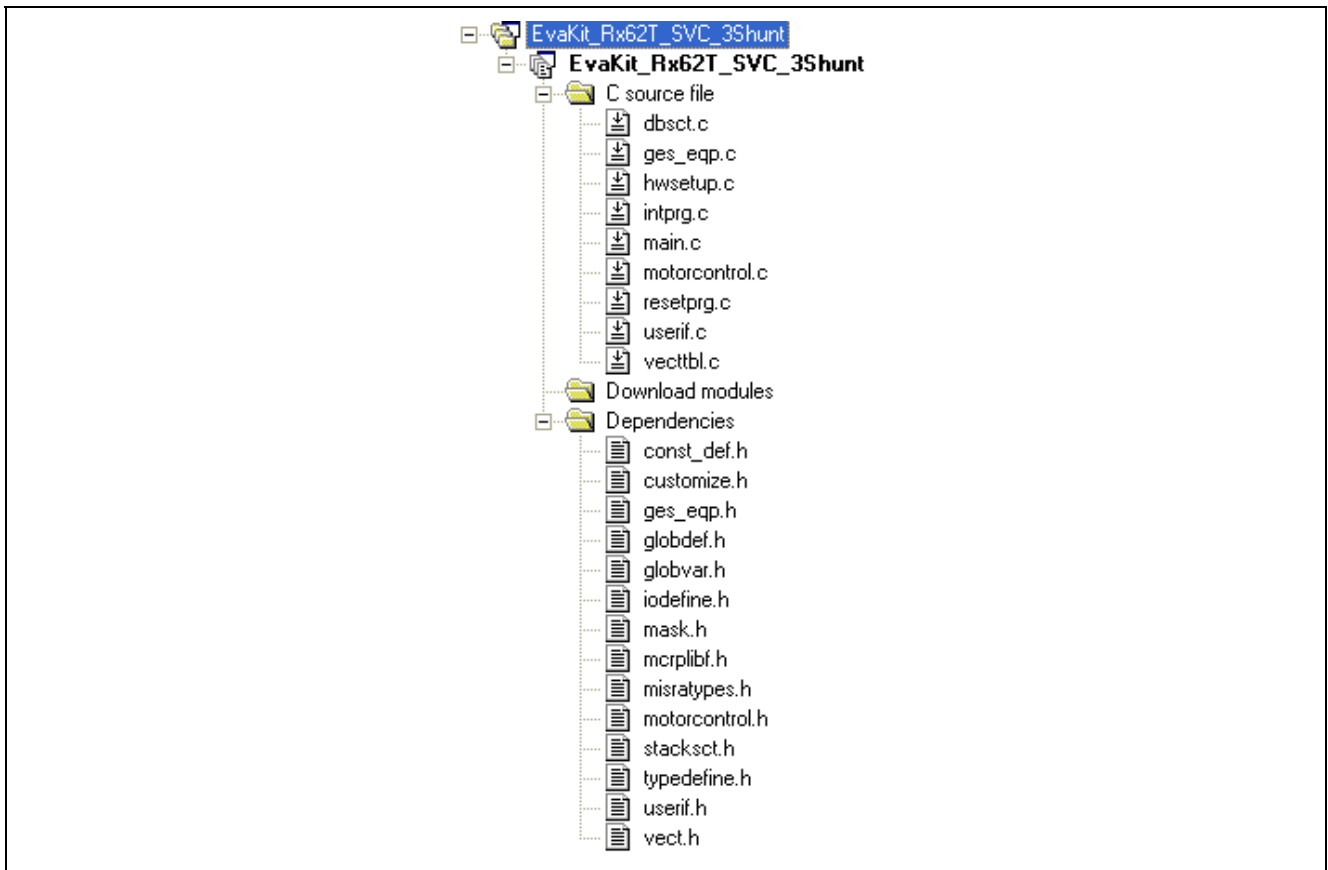 EvaKit_Rx62T_SVC_3Shunt
EvaKit_Rx62T_SVC_3Shunt
C source file
dbsct.c
ges_eqp.c
hwsetup.c
intprg.c
main.c
motorcontrol.c
resetprg.c
userif.c
vecttbl.c
Download modules
Dependencies
const_def.h
customize.h
ges_eqp.h
globdef.h
globvar.h
iodefine.h
mask.h
mcrplibf.h
misratypes.h
motorcontrol.h
stacksct.h
typedefine.h
userif.h
vect.h